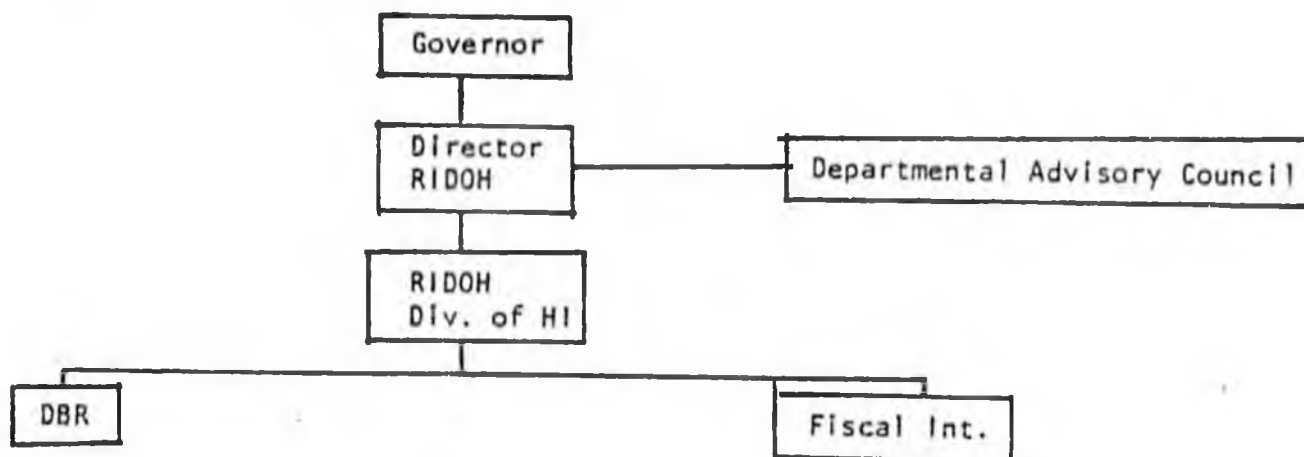 Governor
Director
RIDOH
Departmental Advisory Council
RIDOH
Div. of HI
DBR
Fiscal Int.